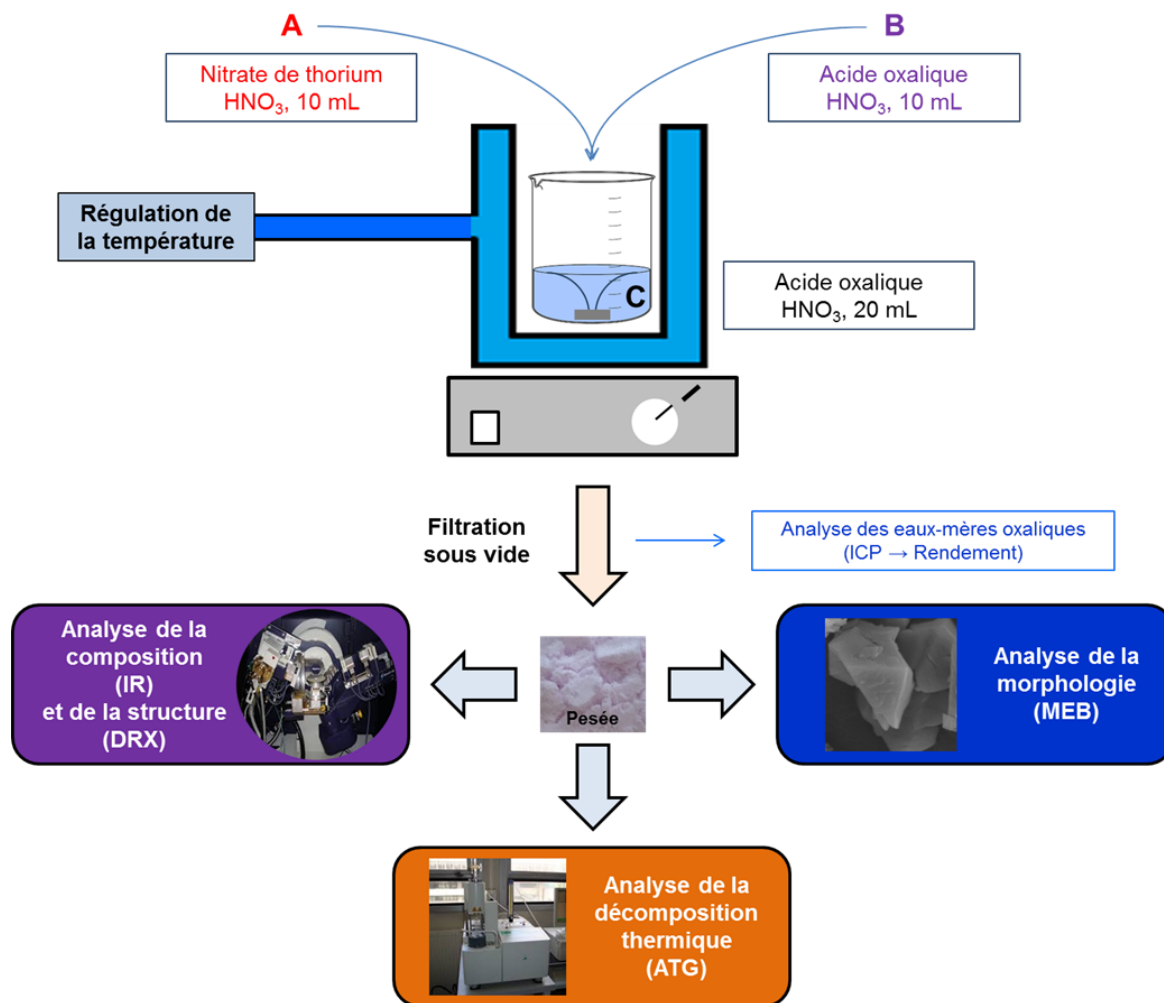 A
B
Nitrate de thorium
HNO₃, 10 mL
Acide oxalique
HNO₃, 10 mL
Régulation de
la température
C
Acide oxalique
HNO₃, 20 mL
Filtration
sous vide
Analyse des eaux-mères oxaliques
(ICP → Rendement)
Analyse de la
composition
(IR)
et de la structure
(DRX)
Pesée
Analyse de la
morphologie
(MEB)
Analyse de la
décomposition
thermique
(ATG)